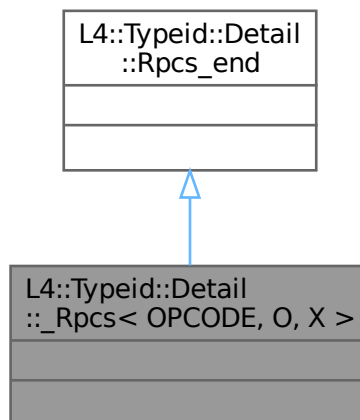 L4::Typeid::Detail
::Rpcs_end
L4::Typeid::Detail
::_Rpcs< OPCODE, O, X >